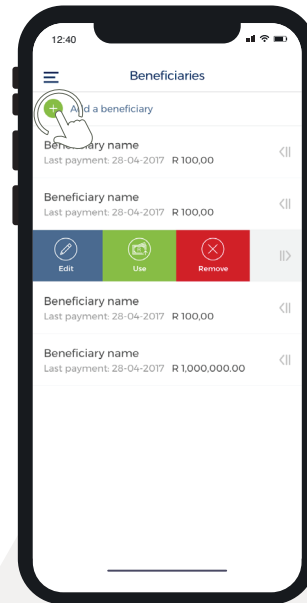 12:40
Beneficiaries
Add a beneficiary
Beneficiary name
Last payment: 28-04-2017 R 100,00
Beneficiary name
Last payment: 28-04-2017 R 100,00
Edit Use Remove
Beneficiary name
Last payment: 28-04-2017 R 100,00
Beneficiary name
Last payment: 28-04-2017 R 1,000,000.00